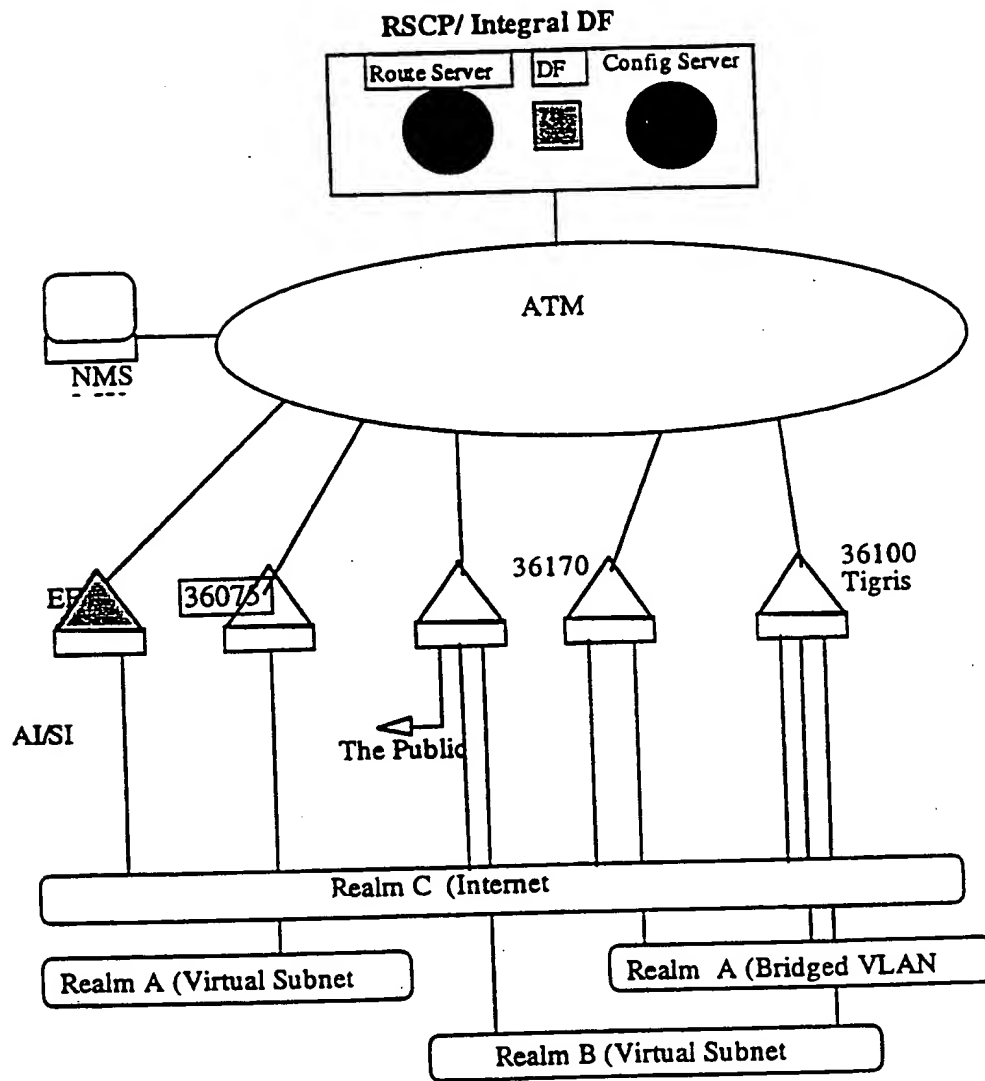 RSCP/ Integral DF
Route Server
DF
Config Server
ATM
NMS
36075
36170
36100
Tigris
AI/SI
The Public
Realm C (Internet
Realm A (Virtual Subnet
Realm A (Bridged VLAN
Realm B (Virtual Subnet